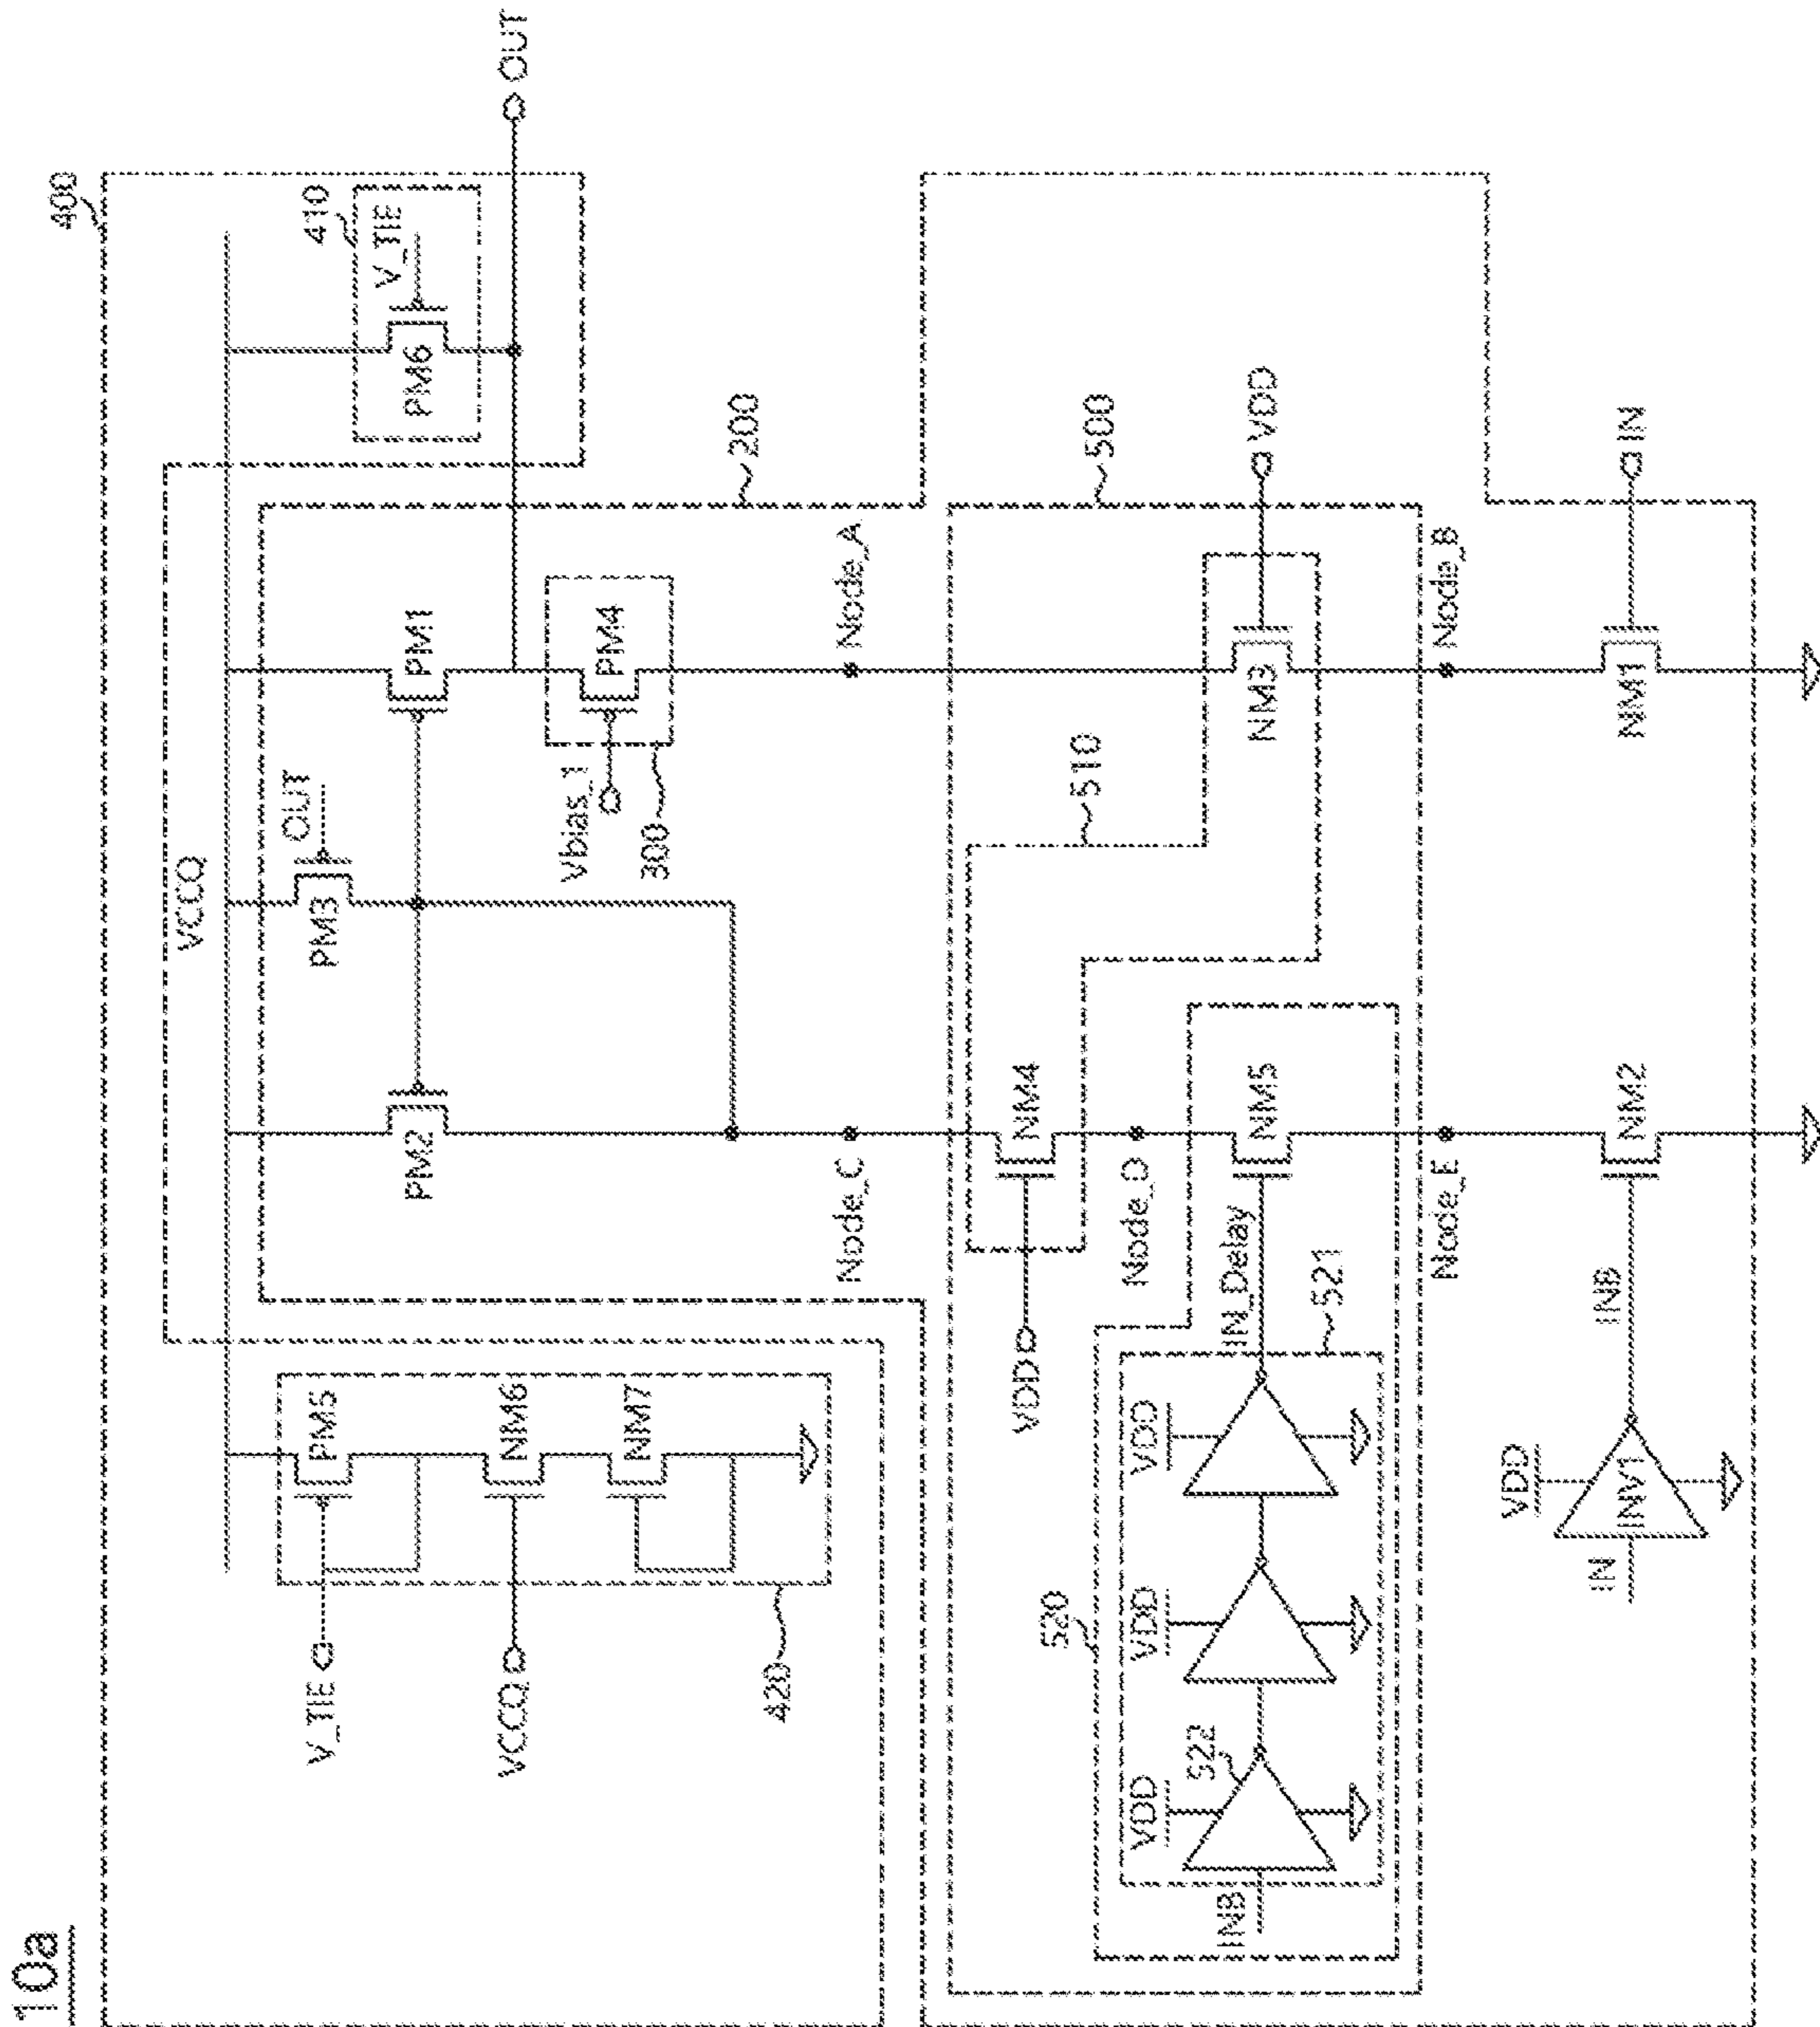 10a
400
VCCQ
V_TIE
PM5
VCCQ
NM6
NM7
420
PM2
PM3
OUT
PM1
410
V_TIE
PM6
OUT
Vbias_1
PM4
300
200
Node_C
Node_A
500
VDD
NM4
510
Node_D
520
VDD
VDD
VDD
522
INB
IN_Delay
NM5
521
NM3
VDD
Node_E
Node_B
VDD
IN
INV1
INB
NM2
NM1
IN